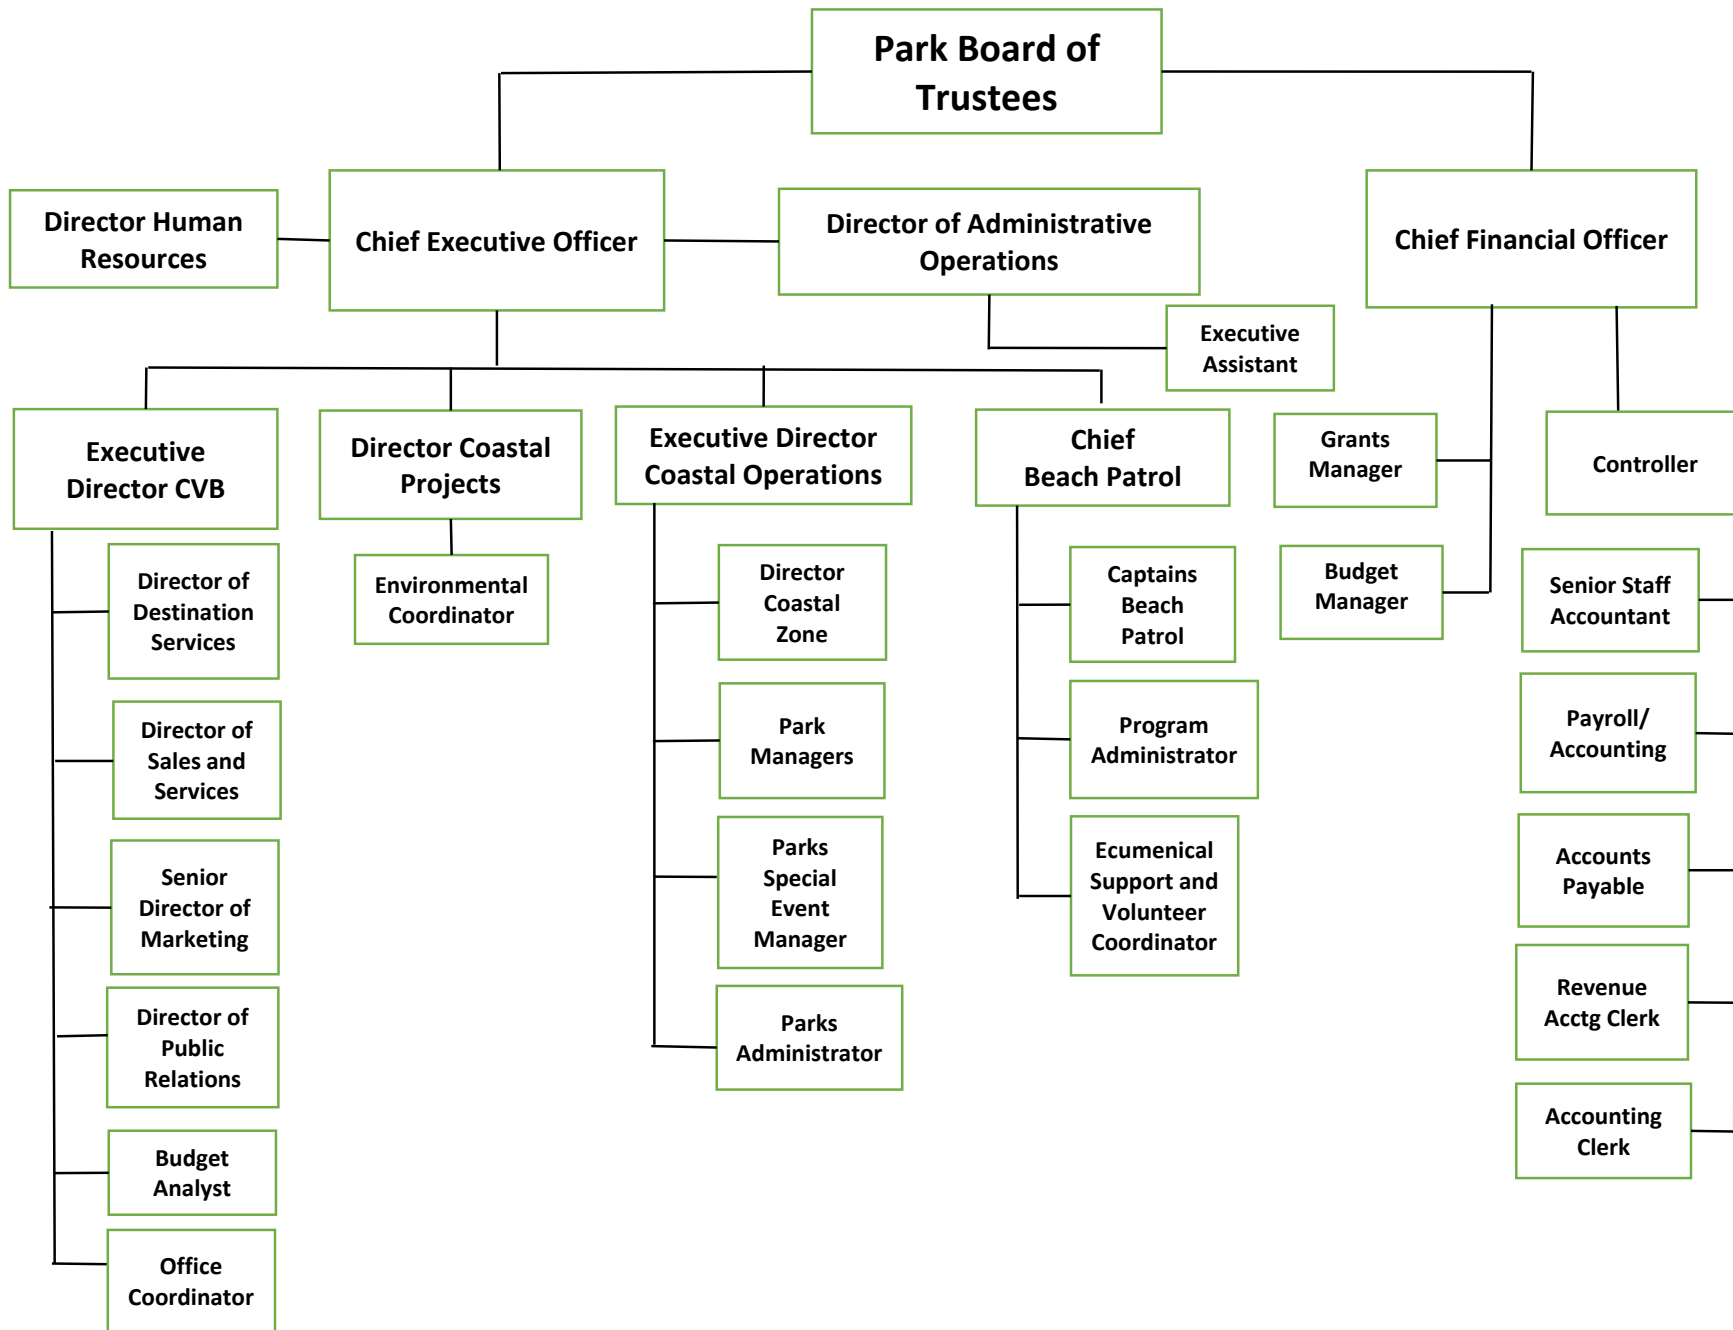 Park Board of
Trustees
Director Human
Resources
Chief Executive Officer
Director of Administrative
Operations
Chief Financial Officer
Executive
Assistant
Executive
Director CVB
Director Coastal
Projects
Executive Director
Coastal Operations
Chief
Beach Patrol
Grants
Manager
Controller
Director of
Destination
Services
Environmental
Coordinator
Director
Coastal
Zone
Captains
Beach
Patrol
Budget
Manager
Senior Staff
Accountant
Director of
Sales and
Services
Park
Managers
Program
Administrator
Payroll/
Accounting
Senior
Director of
Marketing
Parks
Special
Event
Manager
Ecumenical
Support and
Volunteer
Coordinator
Accounts
Payable
Director of
Public
Relations
Parks
Administrator
Revenue
Acctg Clerk
Budget
Analyst
Accounting
Clerk
Office
Coordinator